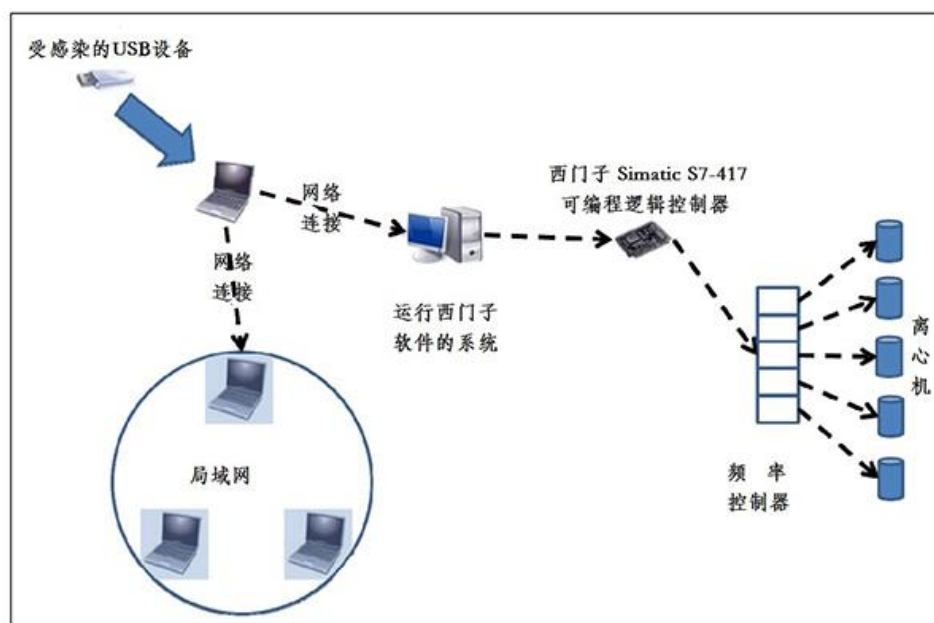 受感染的USB设备
网络
连接
西门子 Simatic S7-417
可编程逻辑控制器
网络
连接
运行西门子
软件的系统
离
心
机
局域网
频 率
控制器